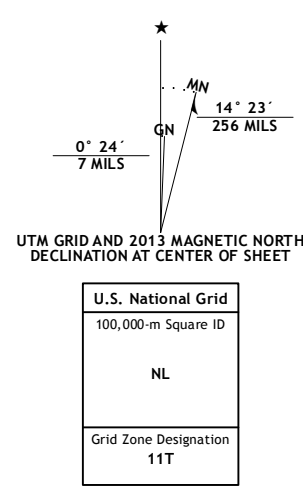 ★
MN
GN
14° 23´
256 MILS
0° 24´
7 MILS
UTM GRID AND 2013 MAGNETIC NORTH
DECLINATION AT CENTER OF SHEET
U.S. National Grid
100,000-m Square ID
NL
Grid Zone Designation
11T